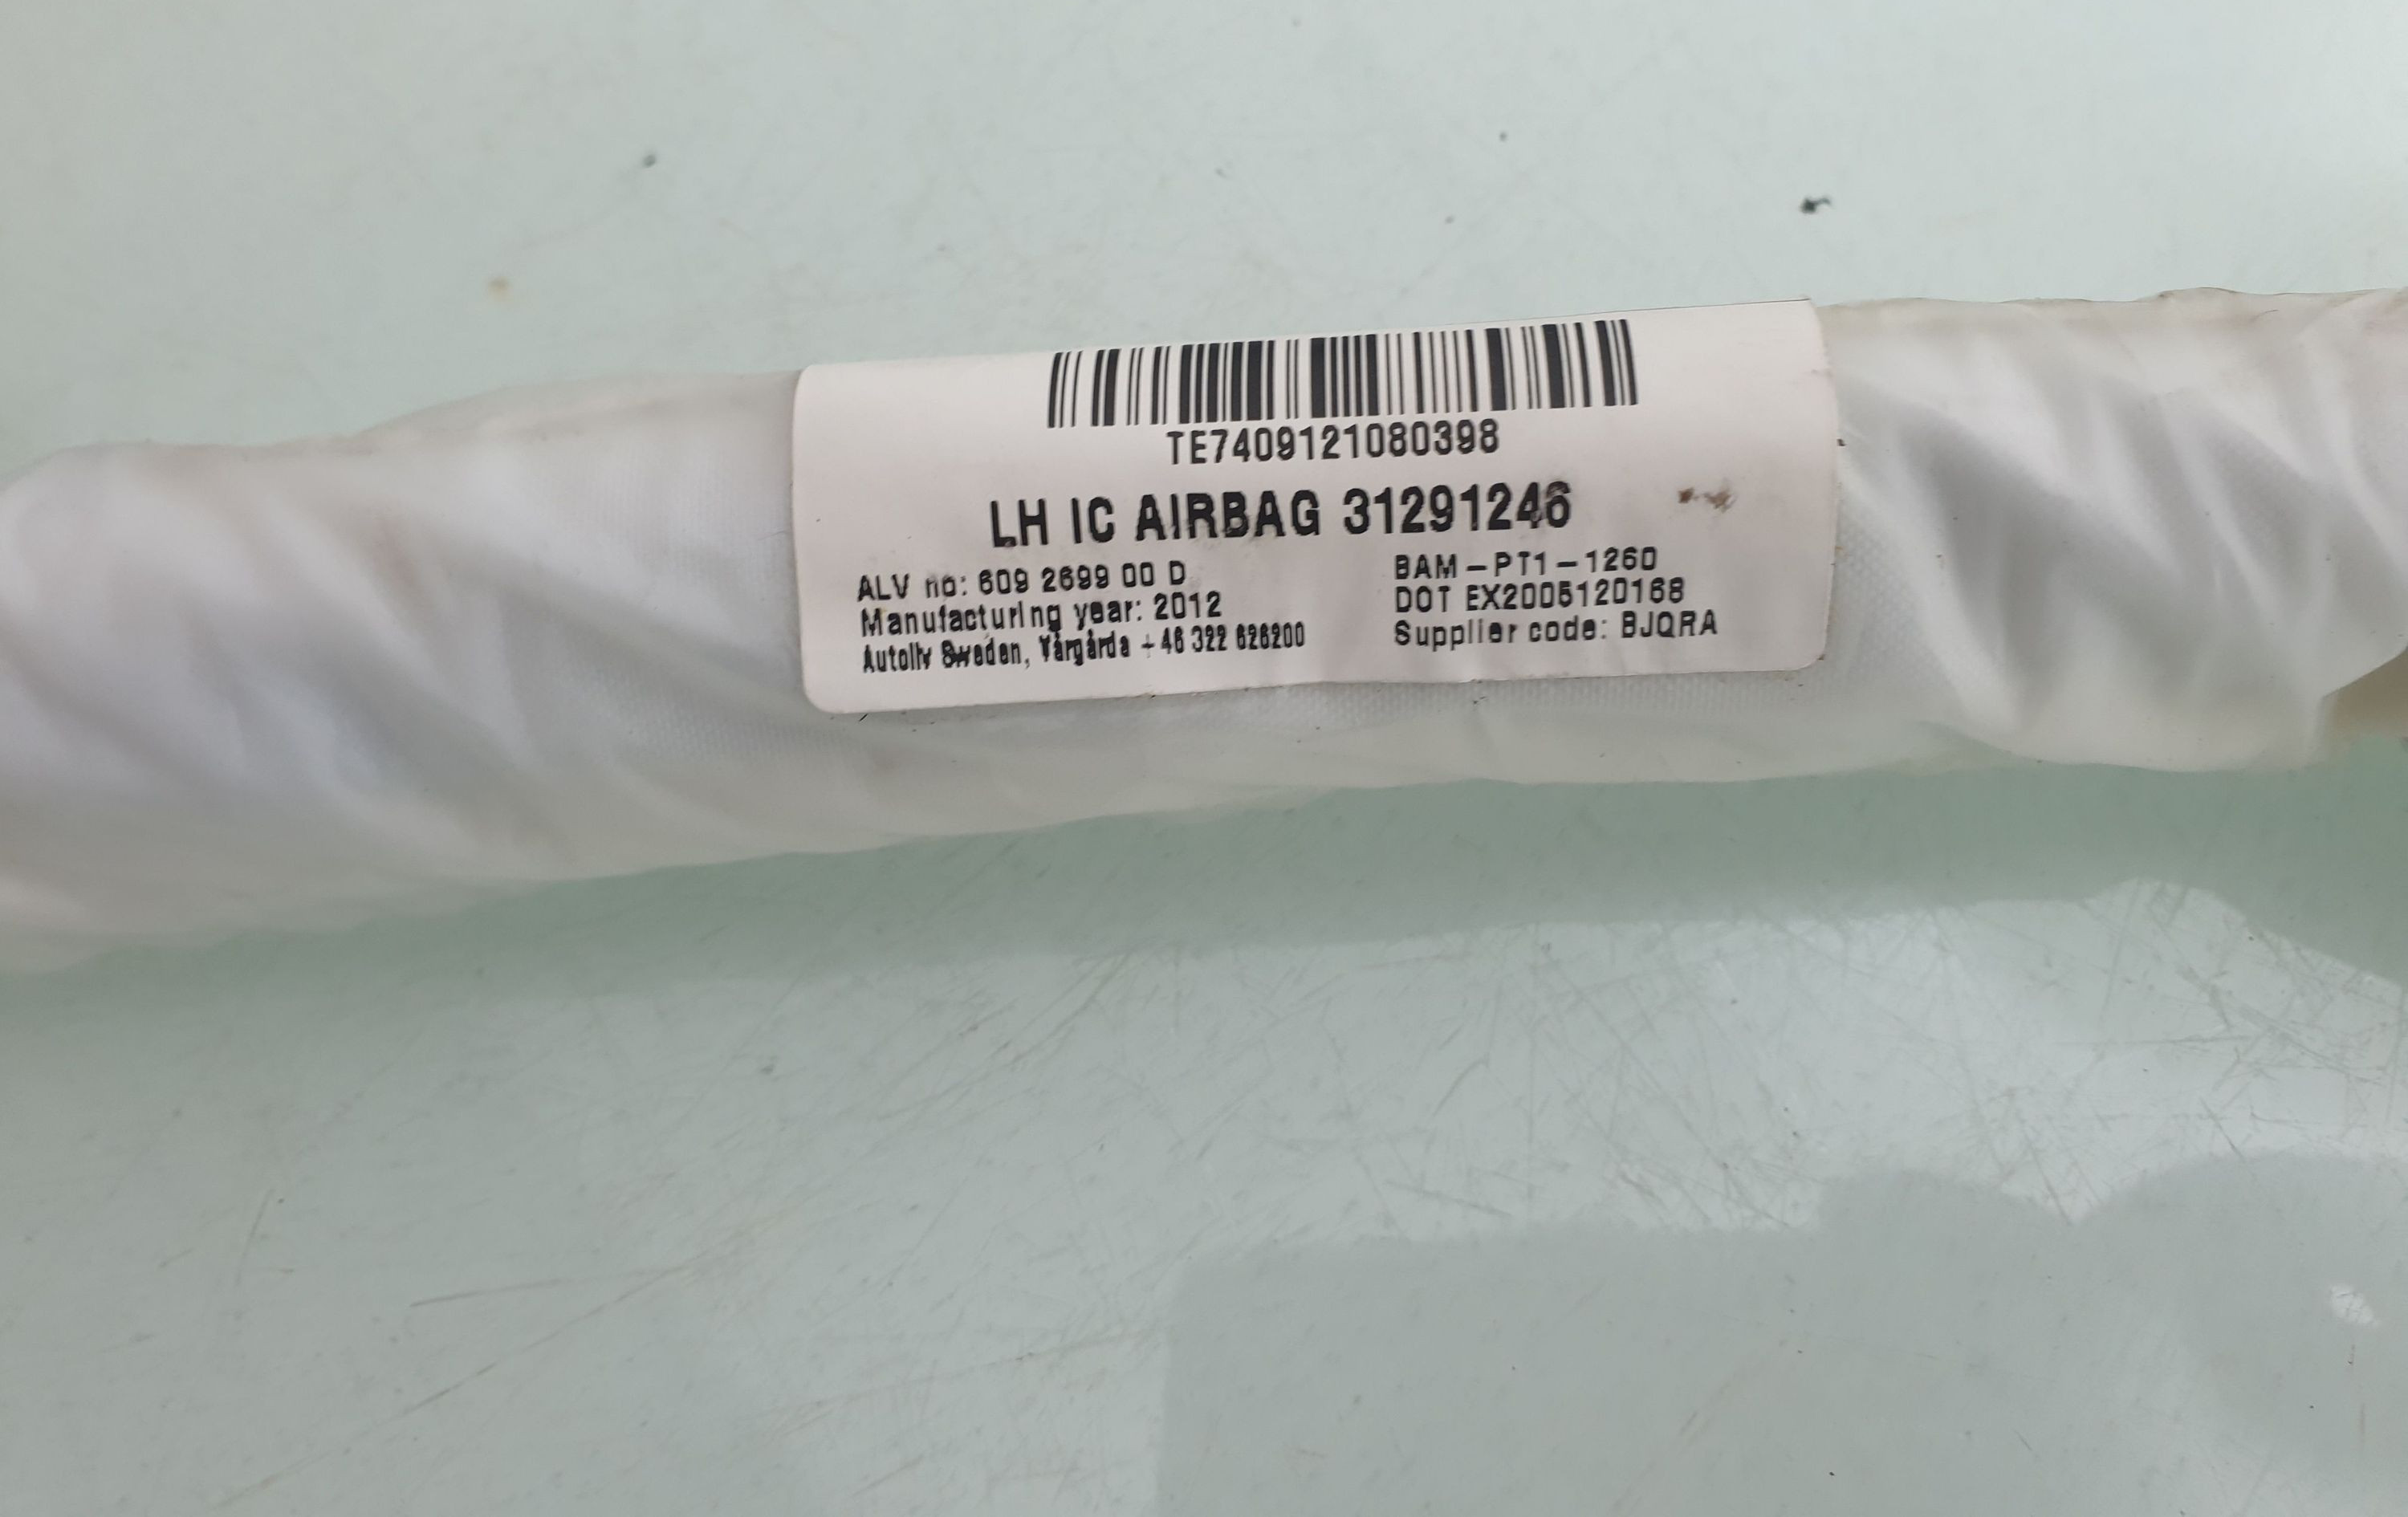 TE7409121080398
LH IC AIRBAG 31291246
ALV no: 609 2699 00 D
Manufacturing year: 2012
Autoliv Sweden, Vårgårda +46 322 626200
BAM-PT1-1260
DOT EX2005120168
Supplier code: BJQRA